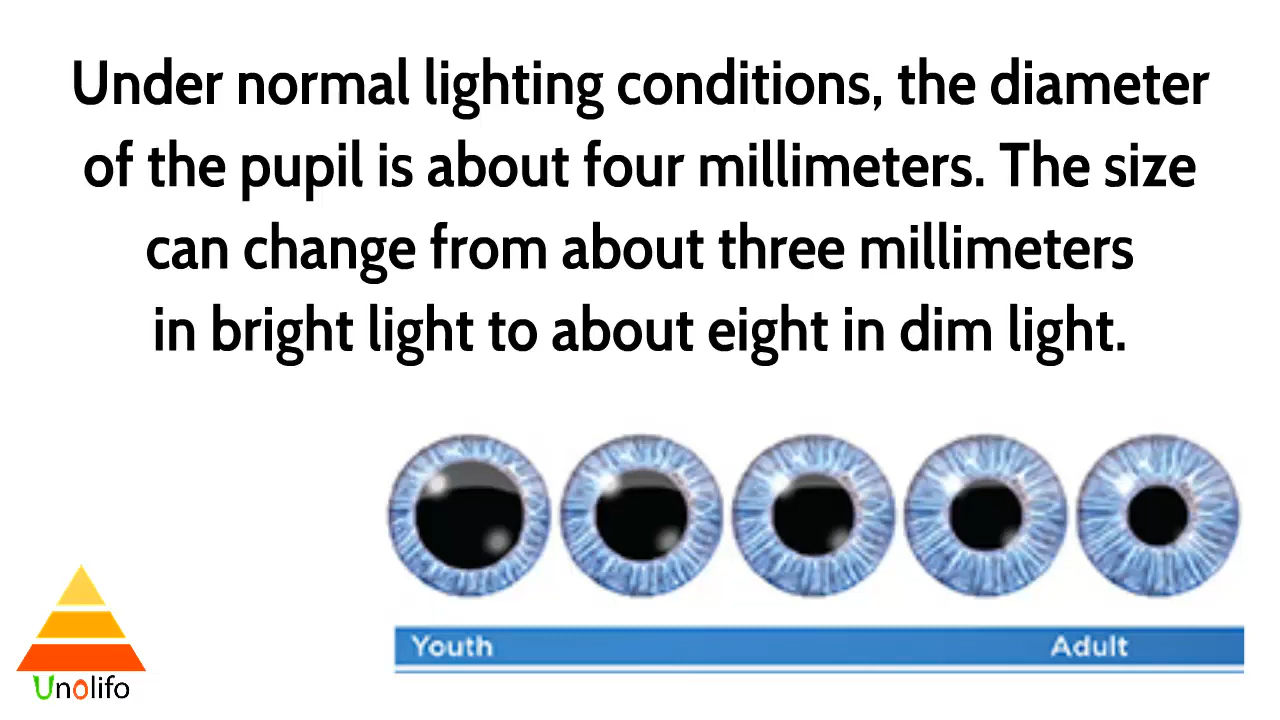 Under normal lighting conditions, the diameter
of the pupil is about four millimeters. The size
can change from about three millimeters
in bright light to about eight in dim light.
Youth Adult
Unolifo